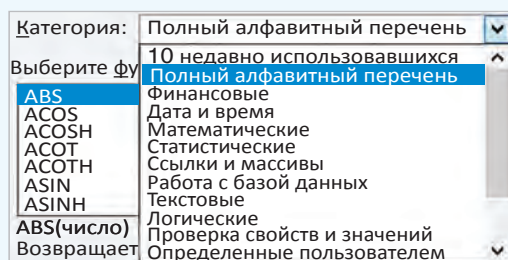 Категория: Полный алфавитный перечень
Выберите фу
10 недавно использовавшихся
Полный алфавитный перечень
Финансовые
Дата и время
Математические
Статистические
Ссылки и массивы
Работа с базой данных
Текстовые
Логические
Проверка свойств и значений
Определенные пользователем
ABS
ACOS
ACOSH
ACOT
ACOTH
ASIN
ASINH
ABS(число)
Возвращает